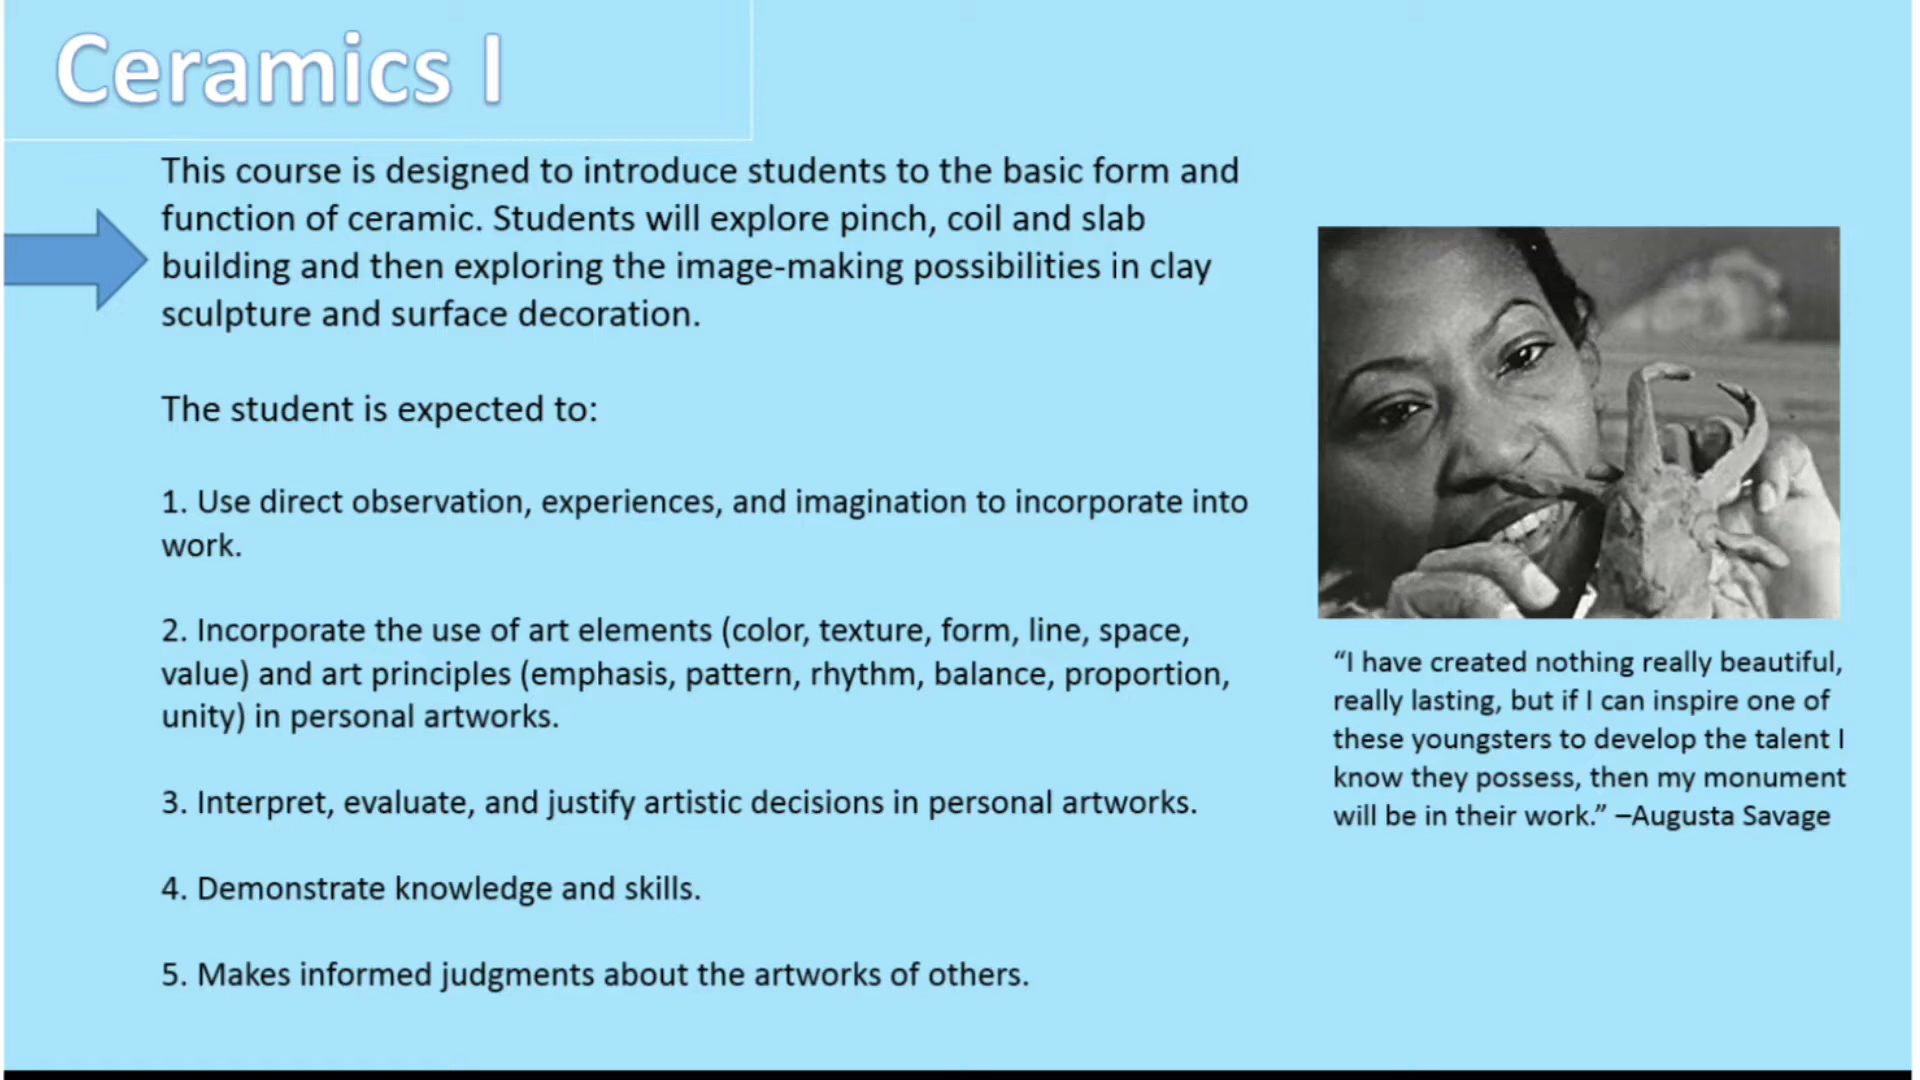 Ceramics I
This course is designed to introduce students to the basic form and
function of ceramic. Students will explore pinch, coil and slab
building and then exploring the image-making possibilities in clay
sculpture and surface decoration.
The student is expected to:
1. Use direct observation, experiences, and imagination to incorporate into
work.
2. Incorporate the use of art elements (color, texture, form, line, space,
value) and art principles (emphasis, pattern, rhythm, balance, proportion,
unity) in personal artworks.
3. Interpret, evaluate, and justify artistic decisions in personal artworks.
4. Demonstrate knowledge and skills.
5. Makes informed judgments about the artworks of others.
“I have created nothing really beautiful,
really lasting, but if I can inspire one of
these youngsters to develop the talent I
know they possess, then my monument
will be in their work.” –Augusta Savage